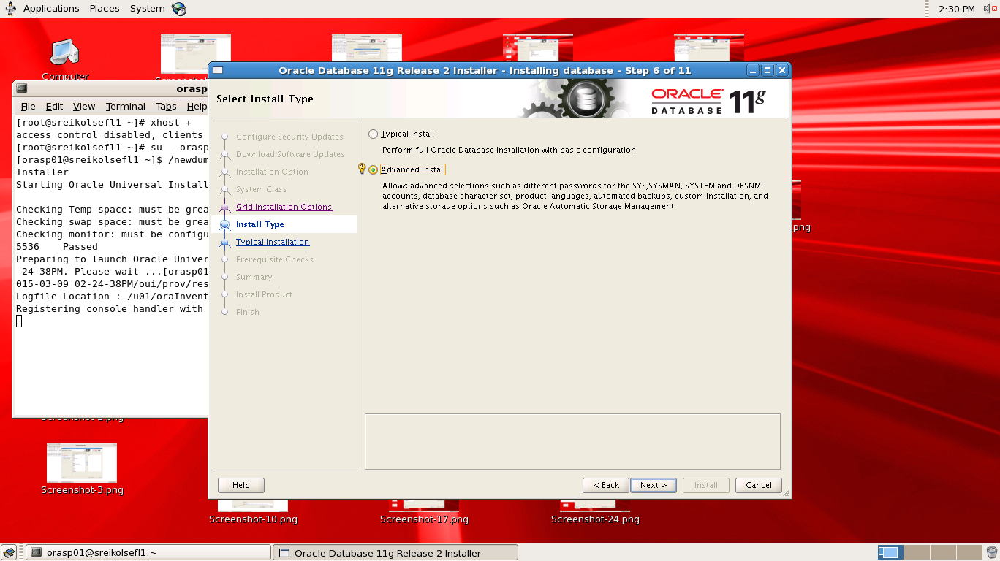 Applications Places System
2:30 PM
Computer
orasp
File Edit View Terminal Tabs Help
[root@sreikolsefl1 ~]# xhost +
access control disabled, clients
[root@sreikolsefl1 ~]# su - orasp
[orasp01@sreikolsefl1 ~]$ /newdum
Installer
Starting Oracle Universal Install
Checking Temp space: must be grea
Checking swap space: must be grea
Checking monitor: must be configu
5536    Passed
Preparing to launch Oracle Univer
-24-38PM. Please wait ...[orasp01
015-03-09_02-24-38PM/oui/prov/res
Logfile Location : /u01/oraInvent
Registering console handler with
Oracle Database 11g Release 2 Installer - Installing database - Step 6 of 11
Select Install Type
ORACLE
DATABASE
11g
Configure Security Updates
Download Software Updates
Installation Option
System Class
Grid Installation Options
Install Type
Typical Installation
Prerequisite Checks
Summary
Install Product
Finish
Typical install
Perform full Oracle Database installation with basic configuration.
Advanced install
Allows advanced selections such as different passwords for the SYS,SYSMAN, SYSTEM and DBSNMP
accounts, database character set, product languages, automated backups, custom installation, and
alternative storage options such as Oracle Automatic Storage Management.
Help
< Back
Next >
Install
Cancel
png
Screenshot-2.png
Screenshot-3.png
Screenshot-10.png
Screenshot-17.png
Screenshot-24.png
orasp01@sreikolsefl1:~
Oracle Database 11g Release 2 Installer